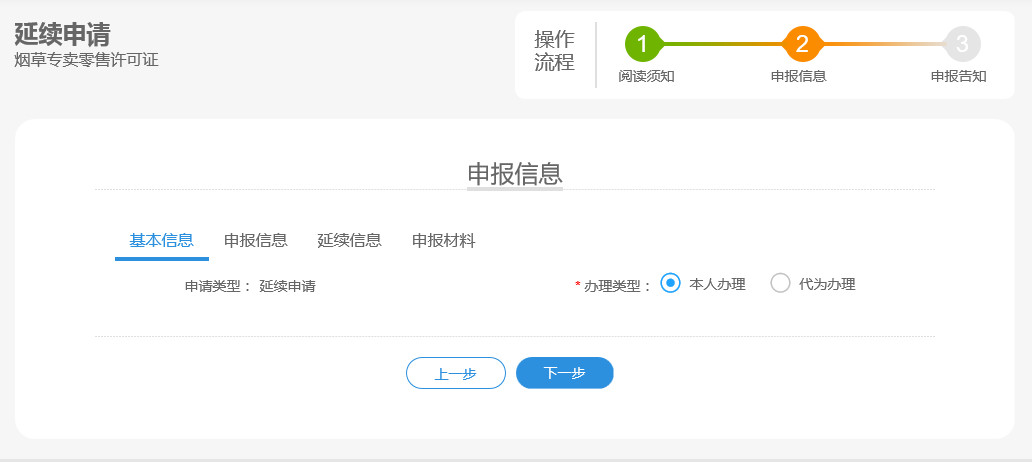 延续申请
烟草专卖零售许可证
操作
流程
1
2
3
阅读须知
申报信息
申报告知
申报信息
基本信息 申报信息 延续信息 申报材料
申请类型： 延续申请
* 办理类型： 本人办理 代为办理
上一步 下一步